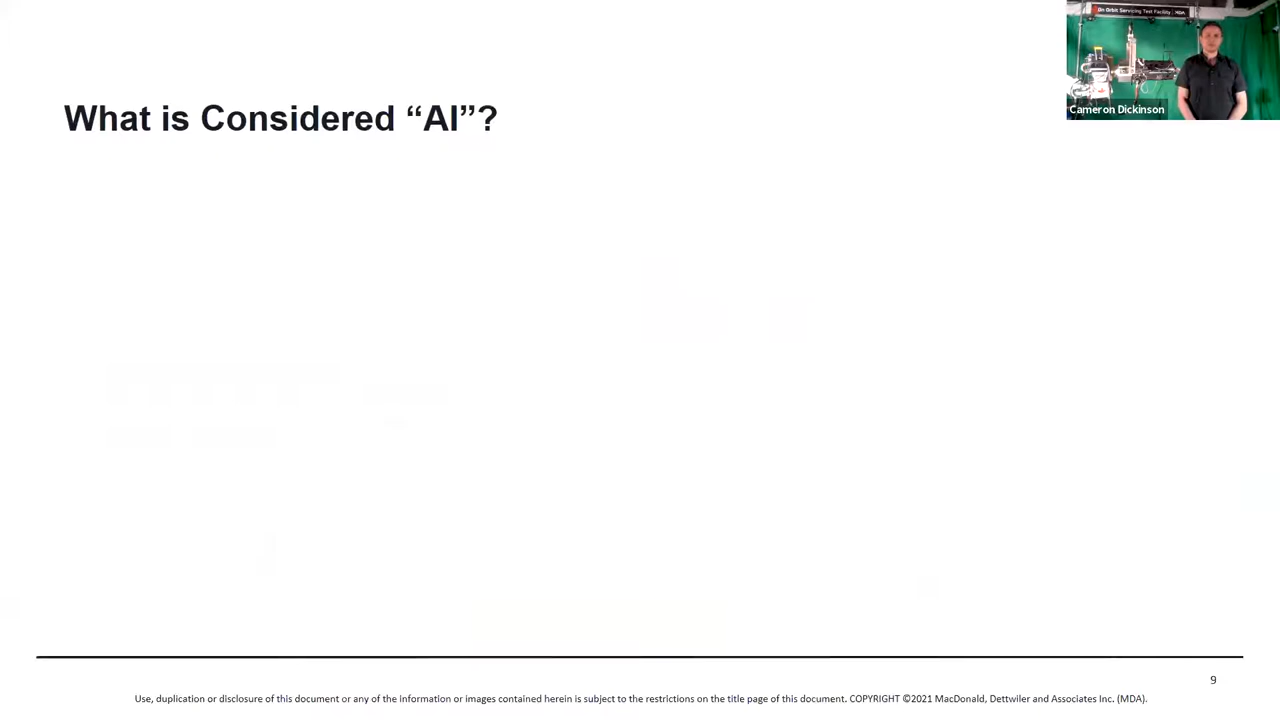 On Orbit Servicing Test Facility | MDA
Cameron Dickinson
What is Considered “AI”?
9
Use, duplication or disclosure of this document or any of the information or images contained herein is subject to the restrictions on the title page of this document. COPYRIGHT ©2021 MacDonald, Dettwiler and Associates Inc. (MDA).